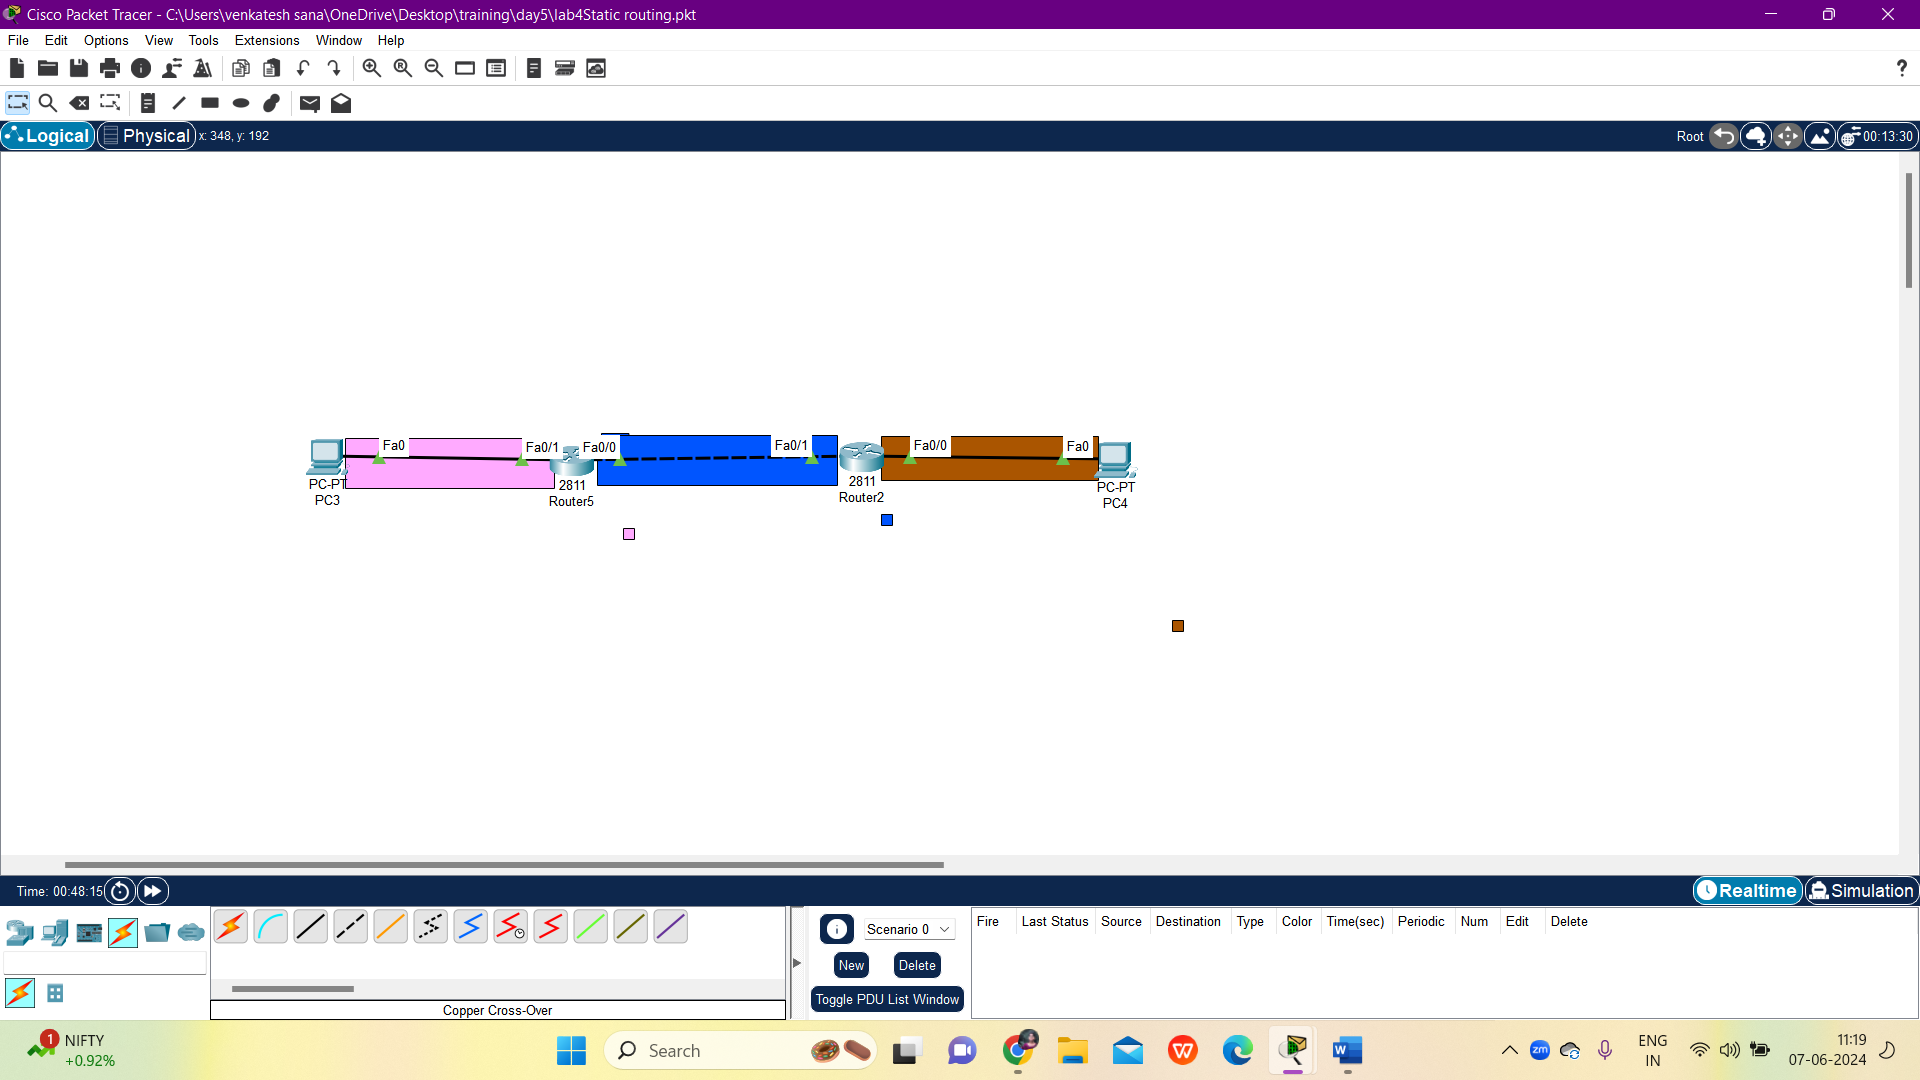 Cisco Packet Tracer - C:\Users\venkatesh sana\OneDrive\Desktop\training\day5\lab4Static routing.pkt
File Edit Options View Tools Extensions Window Help
?
Logical Physical x: 348, y: 192 Root 00:13:30
Fa0 Fa0/1 Fa0/0 Fa0/1 Fa0/0 Fa0
PC-PT 2811 2811 PC-PT
PC3 Router5 Router2 PC4
Time: 00:48:15 Realtime Simulation
Scenario 0 Fire Last Status Source Destination Type Color Time(sec) Periodic Num Edit Delete
New Delete
Toggle PDU List Window
Copper Cross-Over
1 NIFTY
+0.92%
Search
zm
W
W
ENG
IN
11:19
07-06-2024